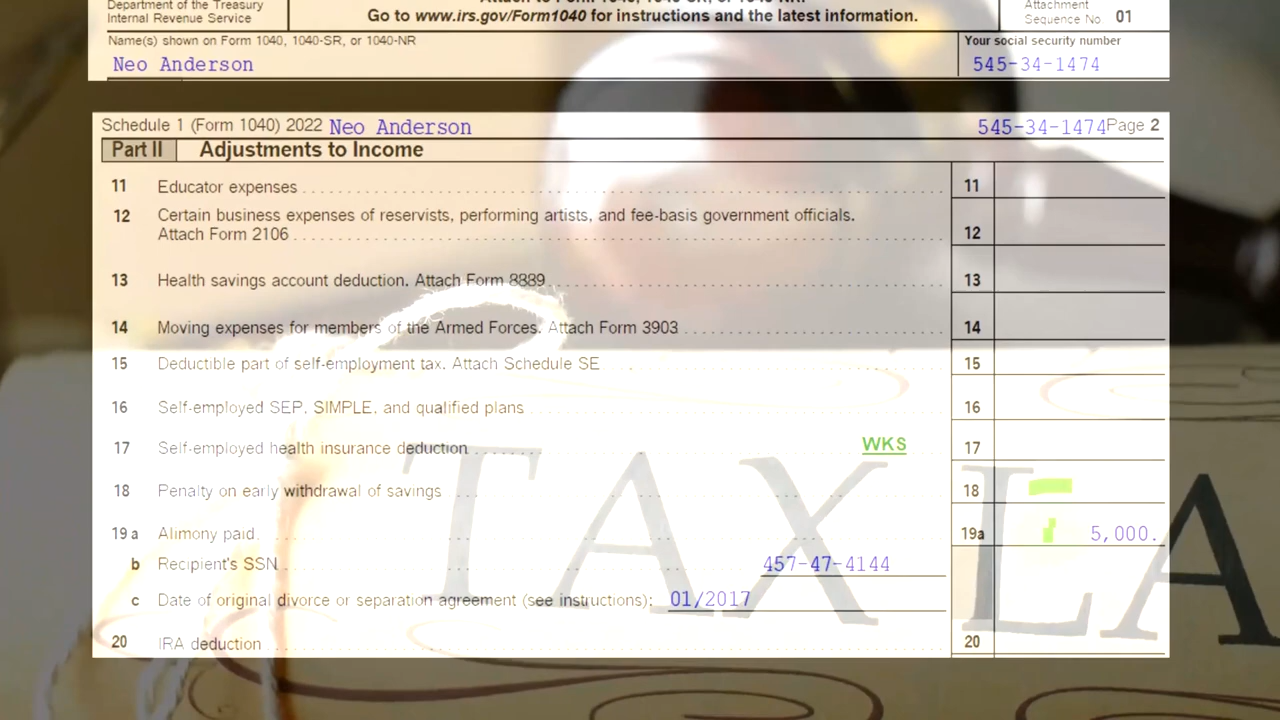 Department of the Treasury
Internal Revenue Service
Go to www.irs.gov/Form1040 for instructions and the latest information.
Attachment
Sequence No. 01
Name(s) shown on Form 1040, 1040-SR, or 1040-NR
Your social security number
Neo Anderson
545-34-1474
Schedule 1 (Form 1040) 2022 Neo Anderson 545-34-1474 Page 2
Part II Adjustments to Income
11 Educator expenses 11
12 Certain business expenses of reservists, performing artists, and fee-basis government officials.
Attach Form 2106 12
13 Health savings account deduction. Attach Form 8889 13
14 Moving expenses for members of the Armed Forces. Attach Form 3903 14
15 Deductible part of self-employment tax. Attach Schedule SE 15
16 Self-employed SEP, SIMPLE, and qualified plans 16
17 Self-employed health insurance deduction WKS 17
18 Penalty on early withdrawal of savings 18
19 a Alimony paid 19a 5,000.
b Recipient's SSN 457-47-4144
c Date of original divorce or separation agreement (see instructions): 01/2017
20 IRA deduction 20
TAX LA